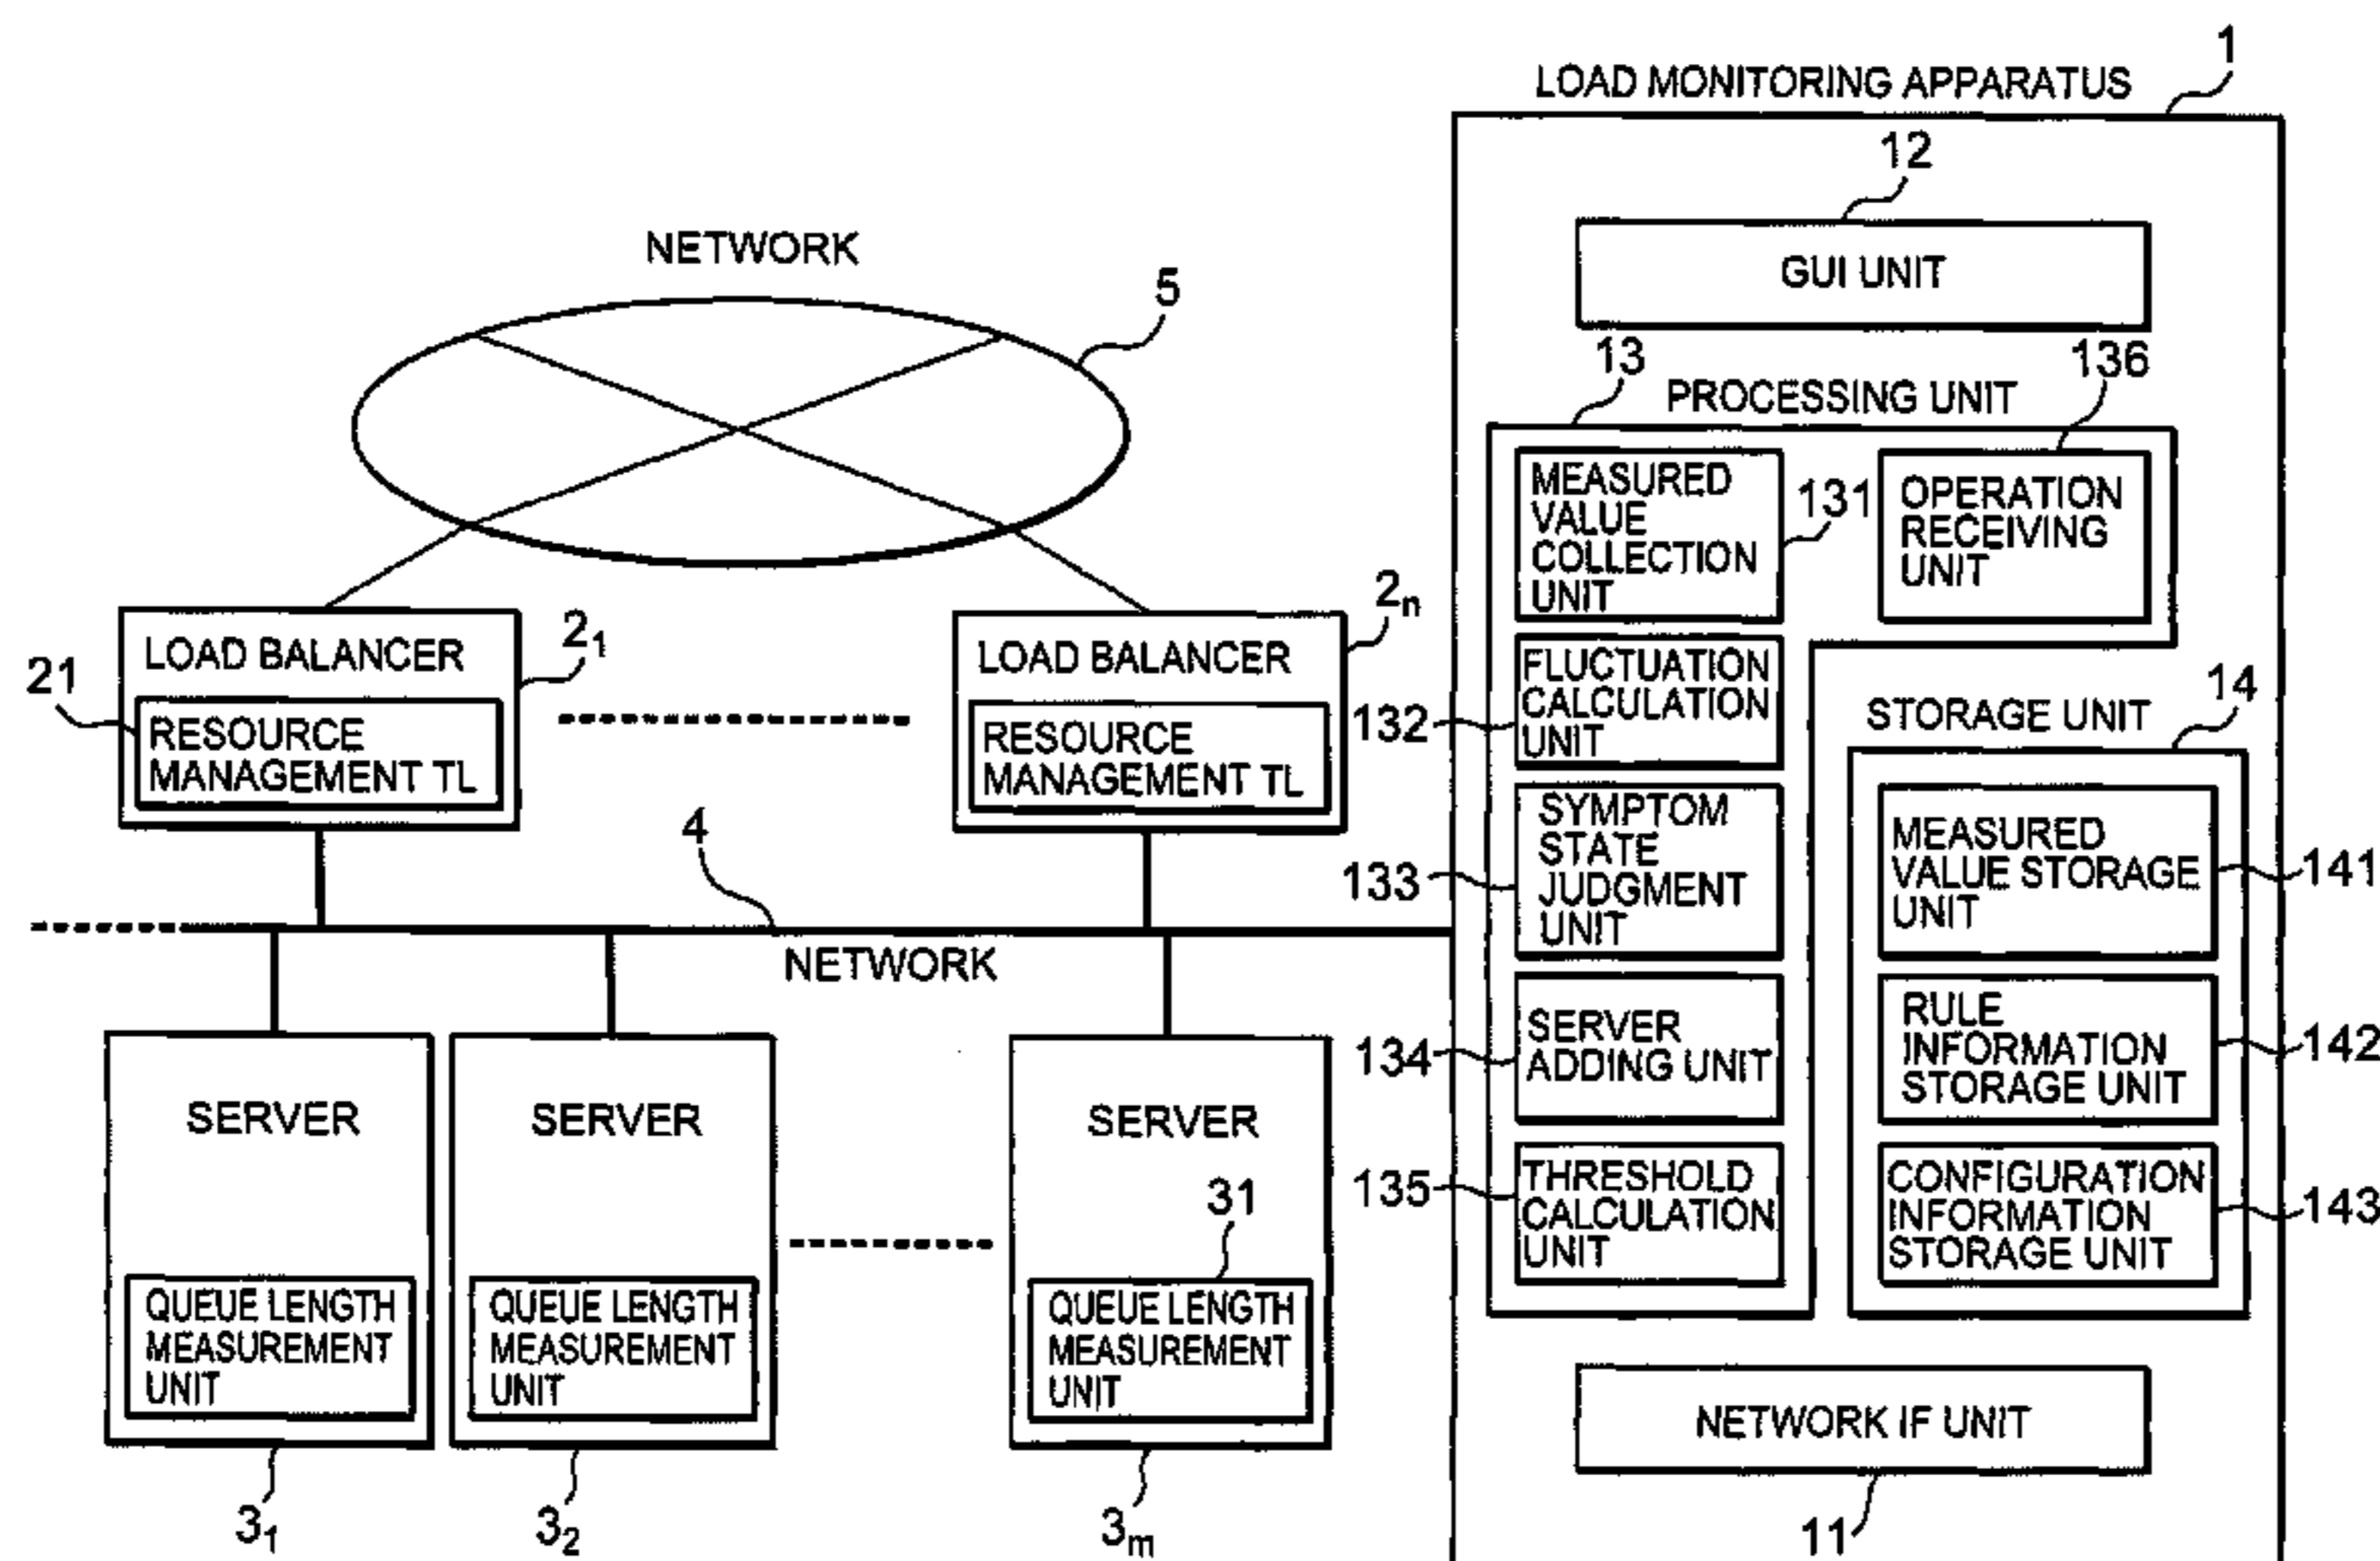 1
LOAD MONITORING APPARATUS
12
GUI UNIT
NETWORK
5
13
136
PROCESSING UNIT
MEASURED
VALUE
COLLECTION
UNIT
131
OPERATION
RECEIVING
UNIT
LOAD BALANCER
2₁
21
RESOURCE
MANAGEMENT TL
LOAD BALANCER
2ₙ
RESOURCE
MANAGEMENT TL
132
FLUCTUATION
CALCULATION
UNIT
STORAGE UNIT
14
133
SYMPTOM
STATE
JUDGMENT
UNIT
MEASURED
VALUE STORAGE
UNIT
141
4
NETWORK
134
SERVER
ADDING UNIT
RULE
INFORMATION
STORAGE UNIT
142
135
THRESHOLD
CALCULATION
UNIT
CONFIGURATION
INFORMATION
STORAGE UNIT
143
SERVER
QUEUE LENGTH
MEASUREMENT
UNIT
3₁
SERVER
QUEUE LENGTH
MEASUREMENT
UNIT
3₂
SERVER
31
QUEUE LENGTH
MEASUREMENT
UNIT
3ₘ
NETWORK IF UNIT
11